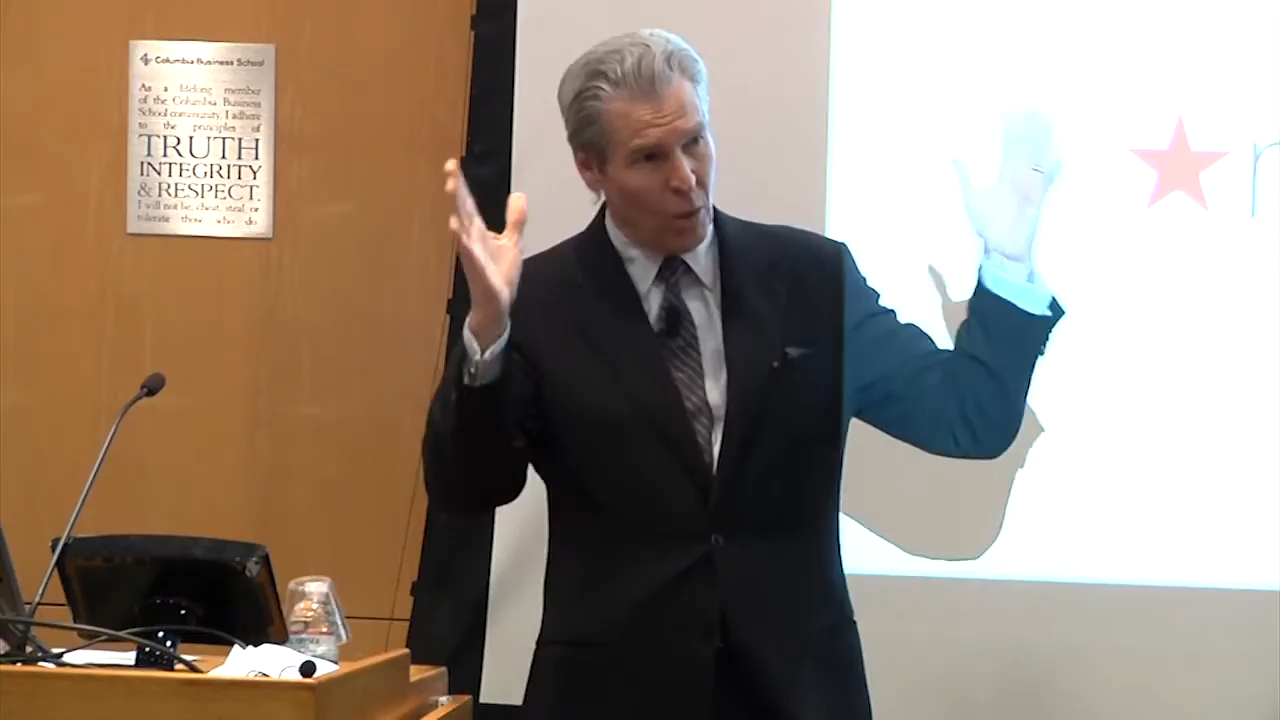 Columbia Business School
As a lifelong member
of the Columbia Business
School community, I adhere
to the principles of
TRUTH
INTEGRITY
& RESPECT.
I will not lie, cheat, steal, or
tolerate those who do